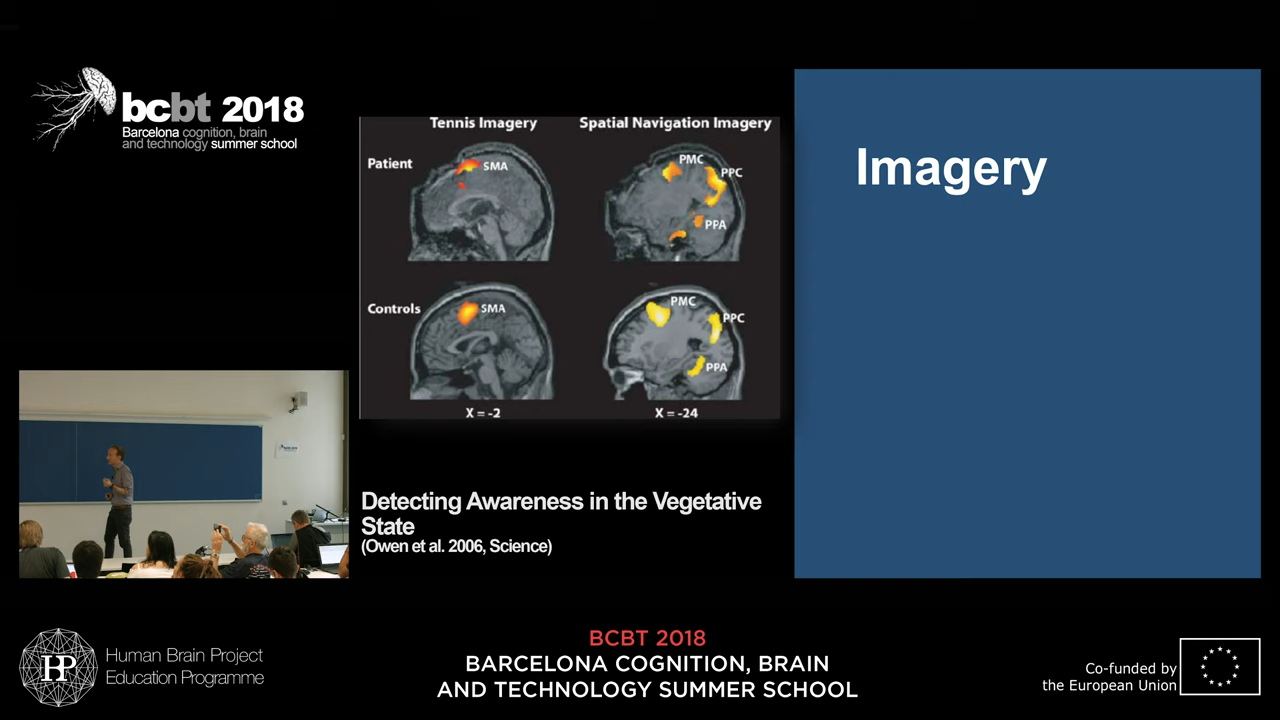 bcbt 2018
Barcelona cognition, brain
and technology summer school
Tennis Imagery
Spatial Navigation Imagery
Patient
SMA
PMC
PPC
PPA
Controls
SMA
PMC
PPC
PPA
X = -2
X = -24
Imagery
Detecting Awareness in the Vegetative
State
(Owen et al. 2006, Science)
HP
Human Brain Project
Education Programme
BCBT 2018
BARCELONA COGNITION, BRAIN
AND TECHNOLOGY SUMMER SCHOOL
Co-funded by
the European Union